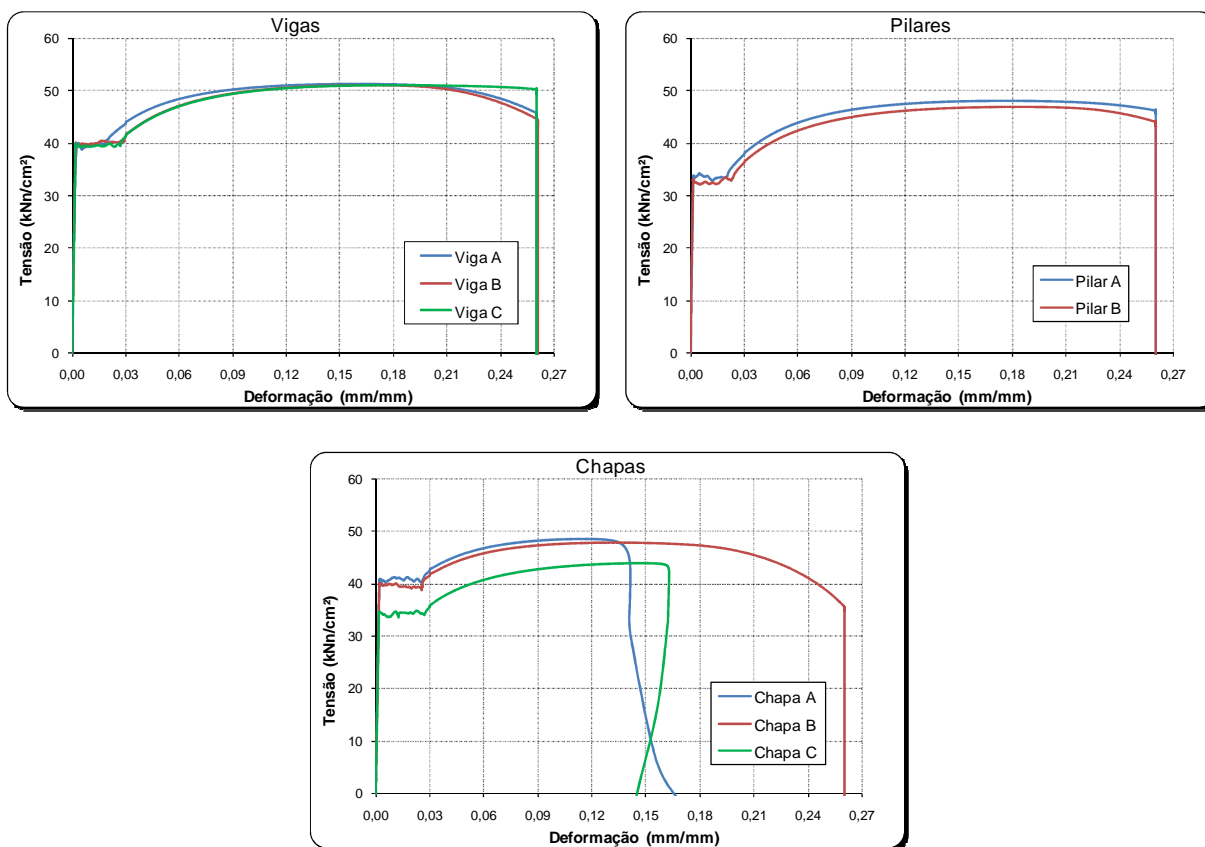 Vigas
60
50
40
30
20
10
0
Tensão (kNn/cm²)
Viga A
Viga B
Viga C
0,00 0,03 0,06 0,09 0,12 0,15 0,18 0,21 0,24 0,27
Deformação (mm/mm)
Pilares
60
50
40
30
20
10
0
Tensão (kNn/cm²)
Pilar A
Pilar B
0,00 0,03 0,06 0,09 0,12 0,15 0,18 0,21 0,24 0,27
Deformação (mm/mm)
Chapas
60
50
40
30
20
10
0
Tensão (kNn/cm²)
Chapa A
Chapa B
Chapa C
0,00 0,03 0,06 0,09 0,12 0,15 0,18 0,21 0,24 0,27
Deformação (mm/mm)